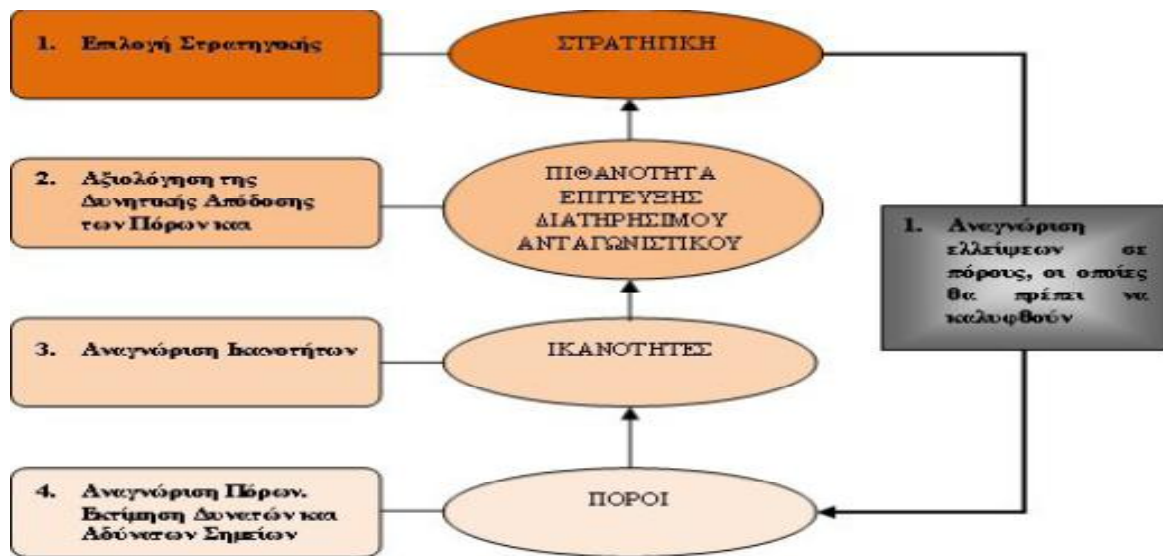 1. Επιλογή Στρατηγικής
ΣΤΡΑΤΗΓΙΚΗ
2. Αξιολόγηση της
Δυνητικής Απόδοσης
των Πόρων και
ΠΙΘΑΝΟΤΗΤΑ
ΕΠΙΤΕΥΞΗΣ
ΔΙΑΤΗΡΗΣΙΜΟΥ
ΑΝΤΑΓΩΝΙΣΤΙΚΟΥ
1. Αναγνώριση
ελλείψεων σε
πόρους, οι οποίες
θα πρέπει να
καλυφθούν
3. Αναγνώριση Ικανοτήτων
ΙΚΑΝΟΤΗΤΕΣ
4. Αναγνώριση Πόρων.
Εκτίμηση Δυνατών και
Αδύνατων Σημείων
ΠΟΡΟΙ